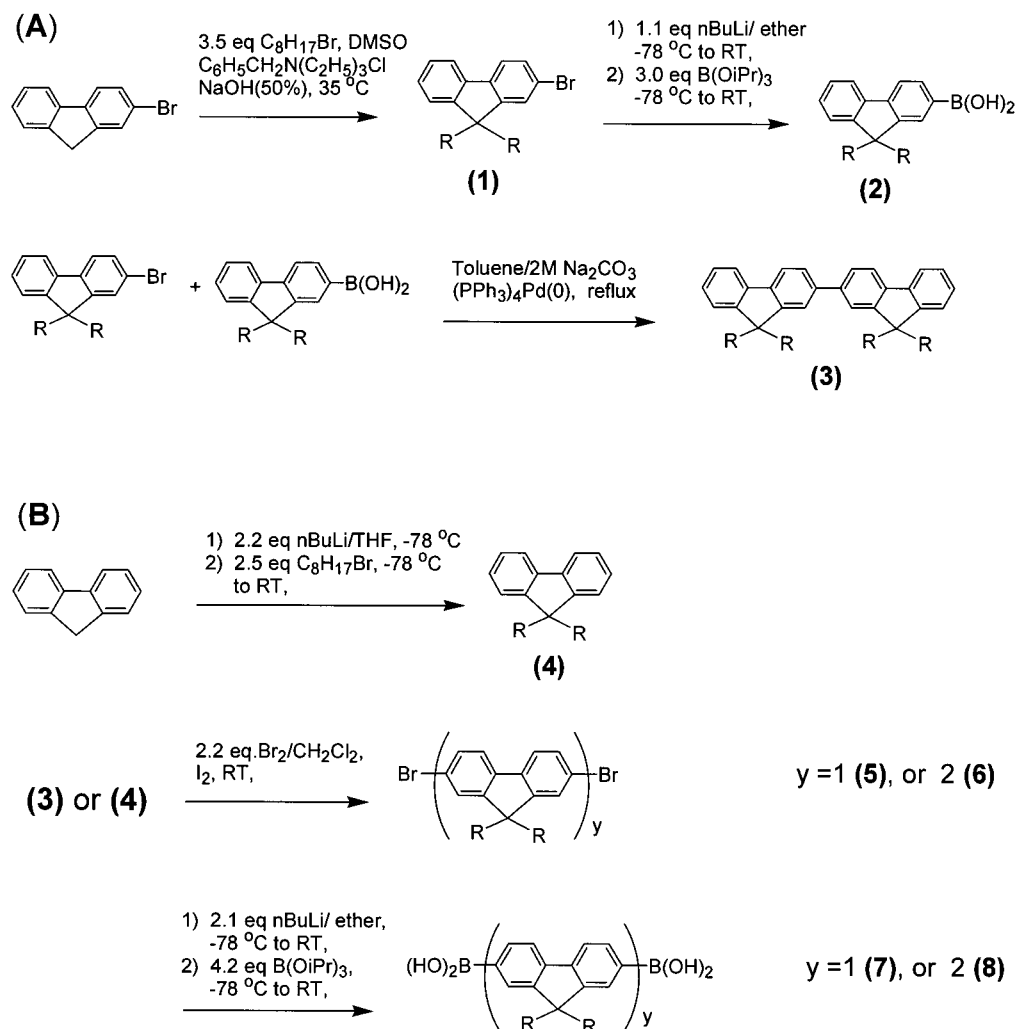 (A)
3.5 eq C8H17Br, DMSO
C6H5CH2N(C2H5)3Cl
NaOH(50%), 35 °C
1) 1.1 eq nBuLi/ ether
-78 °C to RT
2) 3.0 eq B(OiPr)3
-78 °C to RT,
Br
Br
B(OH)2
R R
R R
(1)
(2)
Br
+
B(OH)2
Toluene/2M Na2CO3
(PPh3)4Pd(0), reflux
R R
R R
R R
R R
(3)
(B)
1) 2.2 eq nBuLi/THF, -78 °C
2) 2.5 eq C8H17Br, -78 °C
to RT,
R R
(4)
(3) or (4)
2.2 eq.Br2/CH2Cl2,
I2, RT,
Br
Br
R R
y
y =1 (5), or 2 (6)
1) 2.1 eq nBuLi/ ether,
-78 °C to RT,
2) 4.2 eq B(OiPr)3,
-78 °C to RT,
(HO)2B
B(OH)2
R R
y
y =1 (7), or 2 (8)